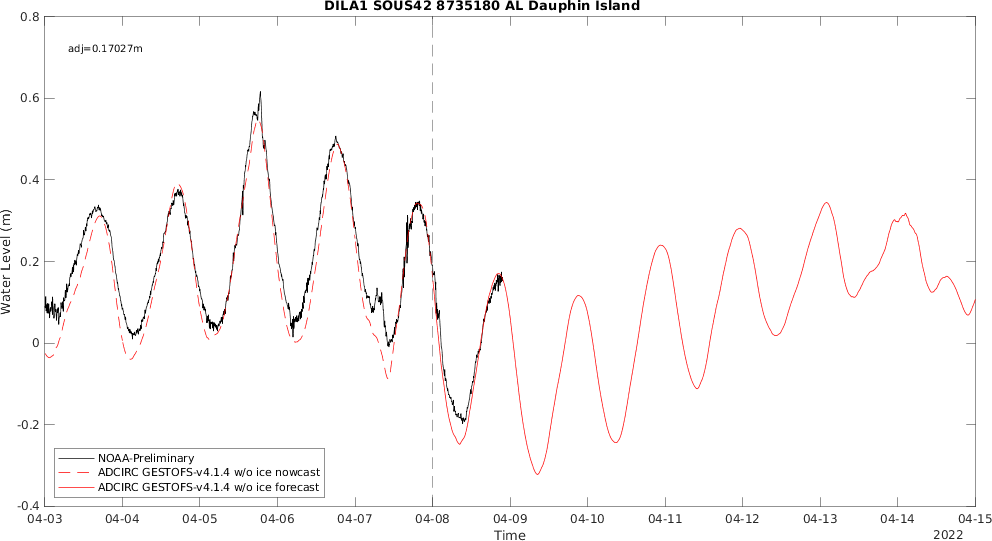 DILA1 SOUS42 8735180 AL Dauphin Island
adj=0.17027m
Water Level (m)
0.8
0.6
0.4
0.2
0
-0.2
-0.4
NOAA-Preliminary
ADCIRC GESTOFS-v4.1.4 w/o ice nowcast
ADCIRC GESTOFS-v4.1.4 w/o ice forecast
04-03 04-04 04-05 04-06 04-07 04-08 04-09 04-10 04-11 04-12 04-13 04-14 04-15
Time
2022